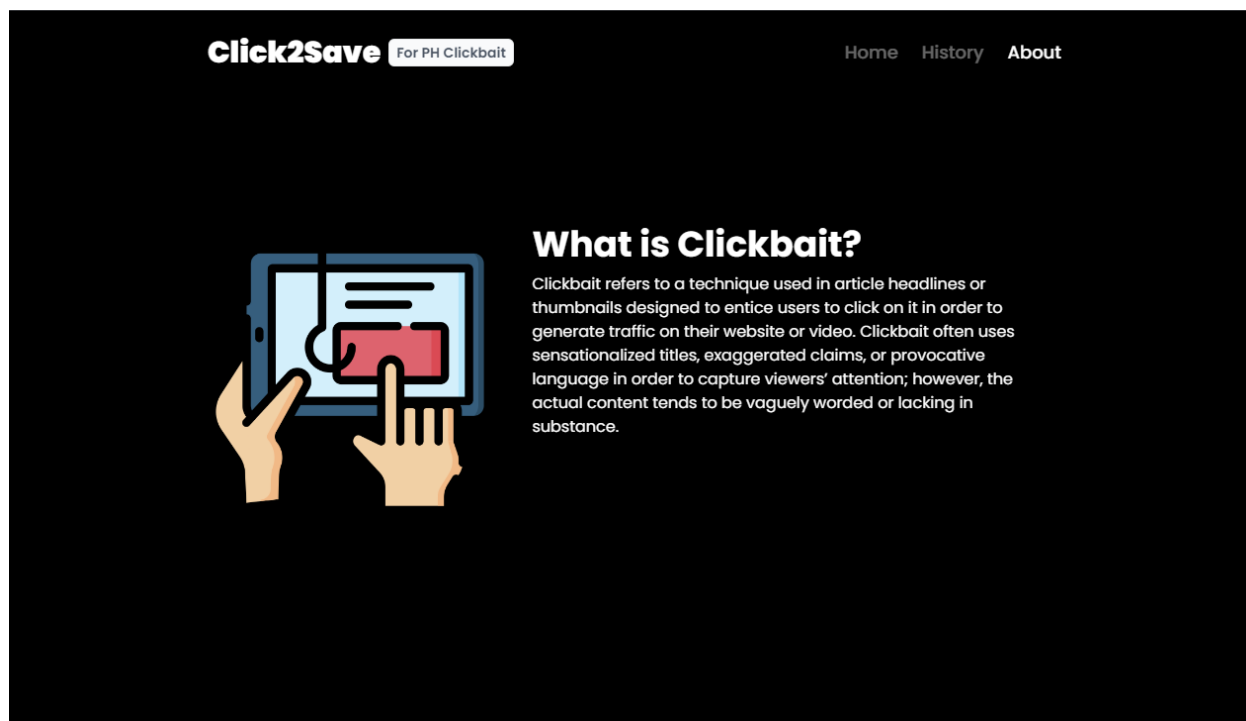 Click2Save For PH Clickbait
Home History About
What is Clickbait?
Clickbait refers to a technique used in article headlines or
thumbnails designed to entice users to click on it in order to
generate traffic on their website or video. Clickbait often uses
sensationalized titles, exaggerated claims, or provocative
language in order to capture viewers’ attention; however, the
actual content tends to be vaguely worded or lacking in
substance.